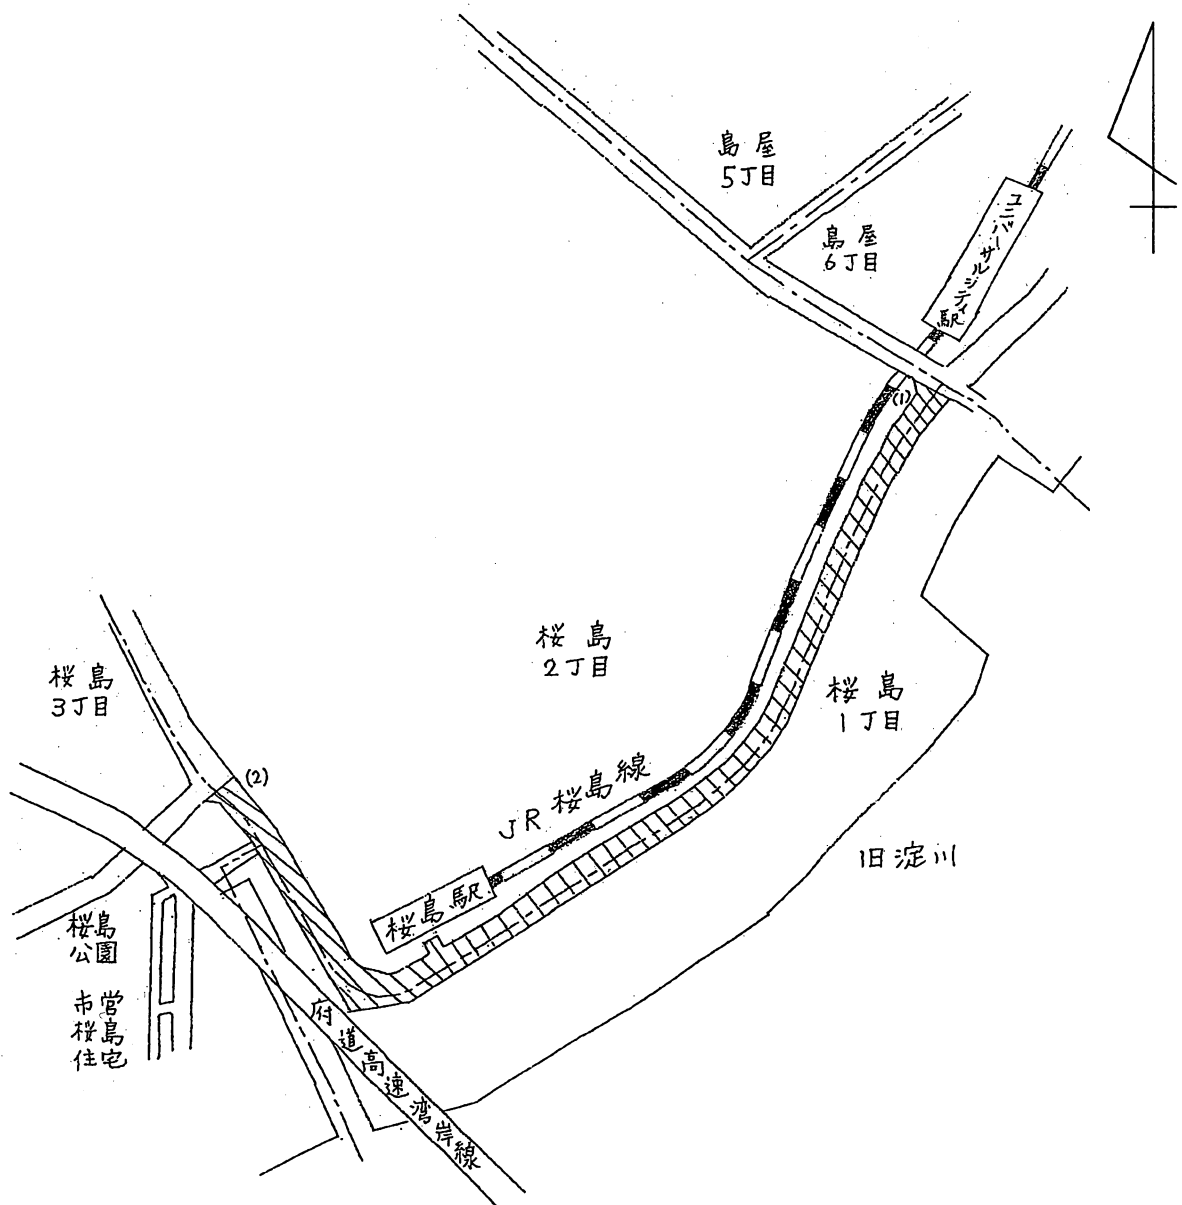 島屋
5丁目
島屋
6丁目
ユニバーサルシティ駅
(1)
桜島
2丁目
桜島
3丁目
桜島
1丁目
(2)
JR桜島線
旧淀川
桜島駅
桜島
公園
市営
桜島
住宅
府道高速湾岸線